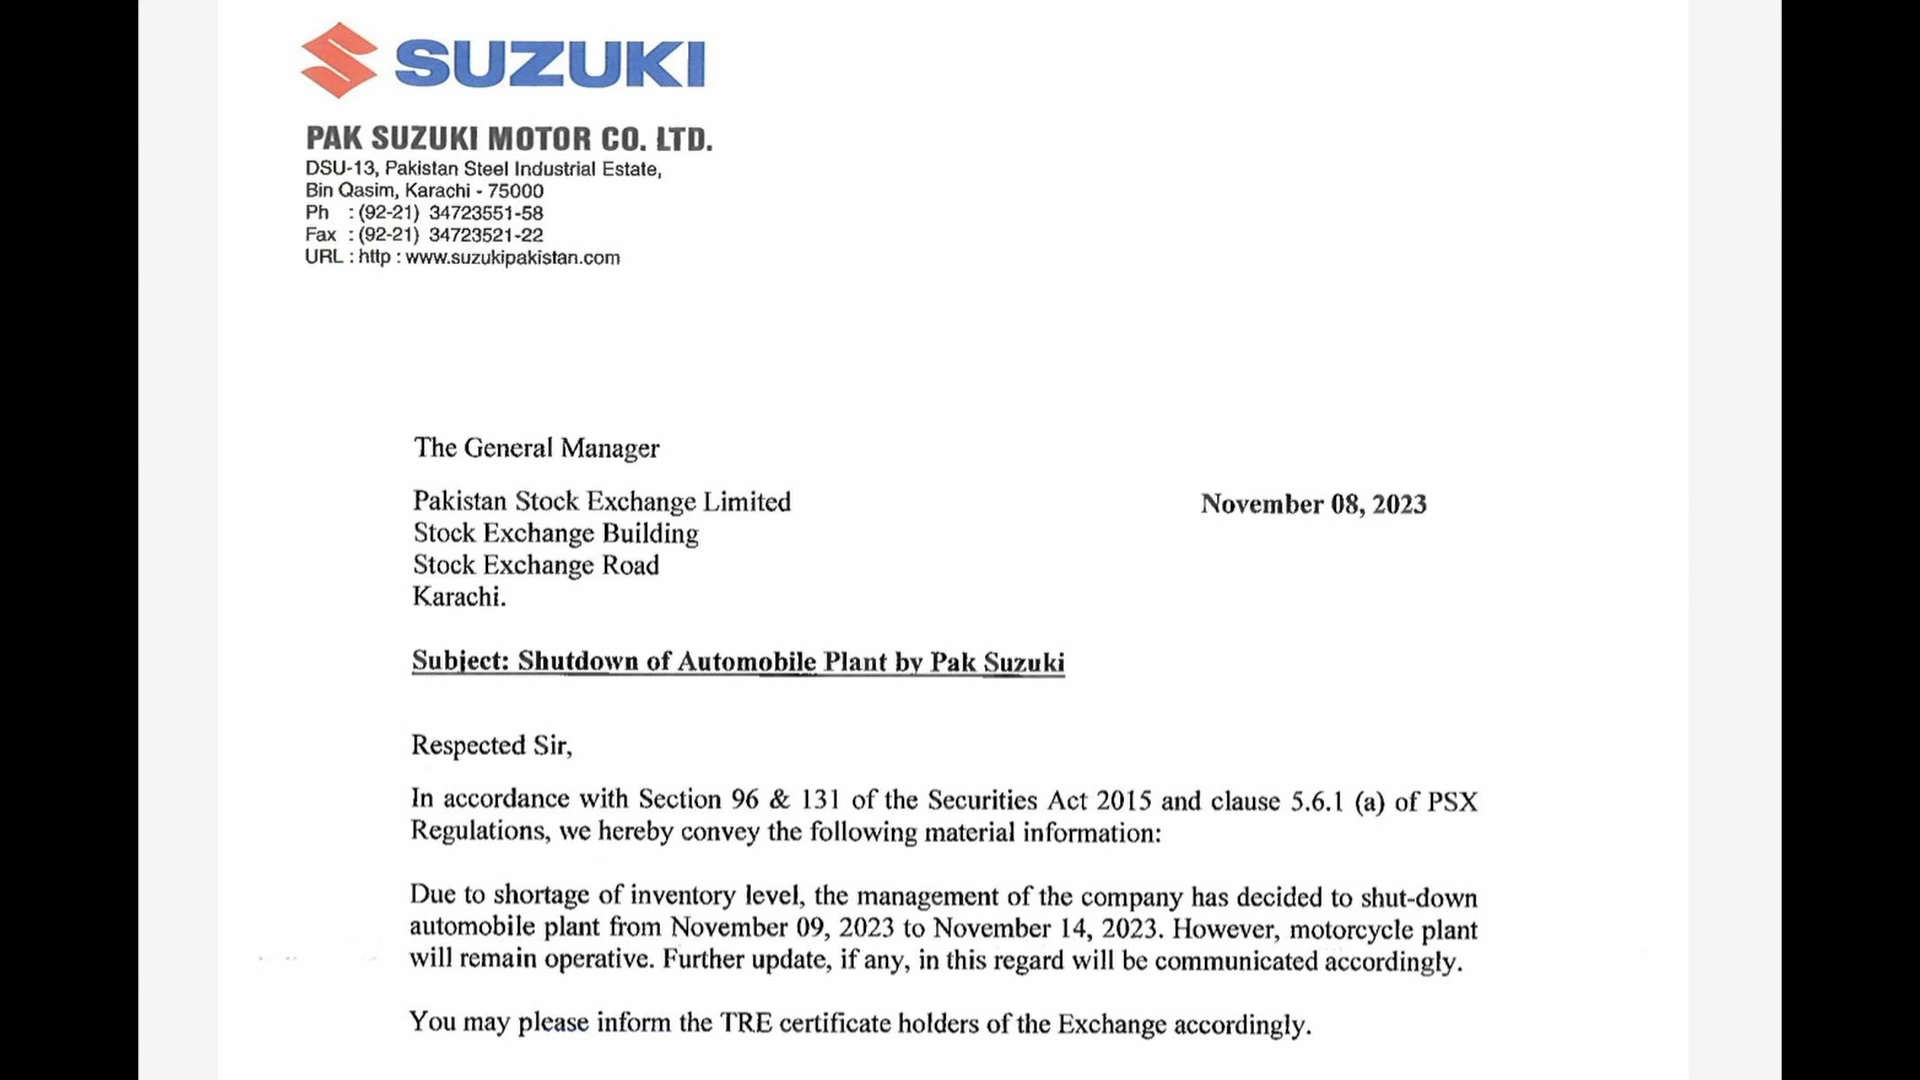 SUZUKI
PAK SUZUKI MOTOR CO. LTD.
DSU-13, Pakistan Steel Industrial Estate,
Bin Qasim, Karachi - 75000
Ph : (92-21) 34723551-58
Fax : (92-21) 34723521-22
URL : http : www.suzukipakistan.com
The General Manager
Pakistan Stock Exchange Limited
November 08, 2023
Stock Exchange Building
Stock Exchange Road
Karachi.
Subject: Shutdown of Automobile Plant by Pak Suzuki
Respected Sir,
In accordance with Section 96 & 131 of the Securities Act 2015 and clause 5.6.1 (a) of PSX
Regulations, we hereby convey the following material information:
Due to shortage of inventory level, the management of the company has decided to shut-down
automobile plant from November 09, 2023 to November 14, 2023. However, motorcycle plant
will remain operative. Further update, if any, in this regard will be communicated accordingly.
You may please inform the TRE certificate holders of the Exchange accordingly.